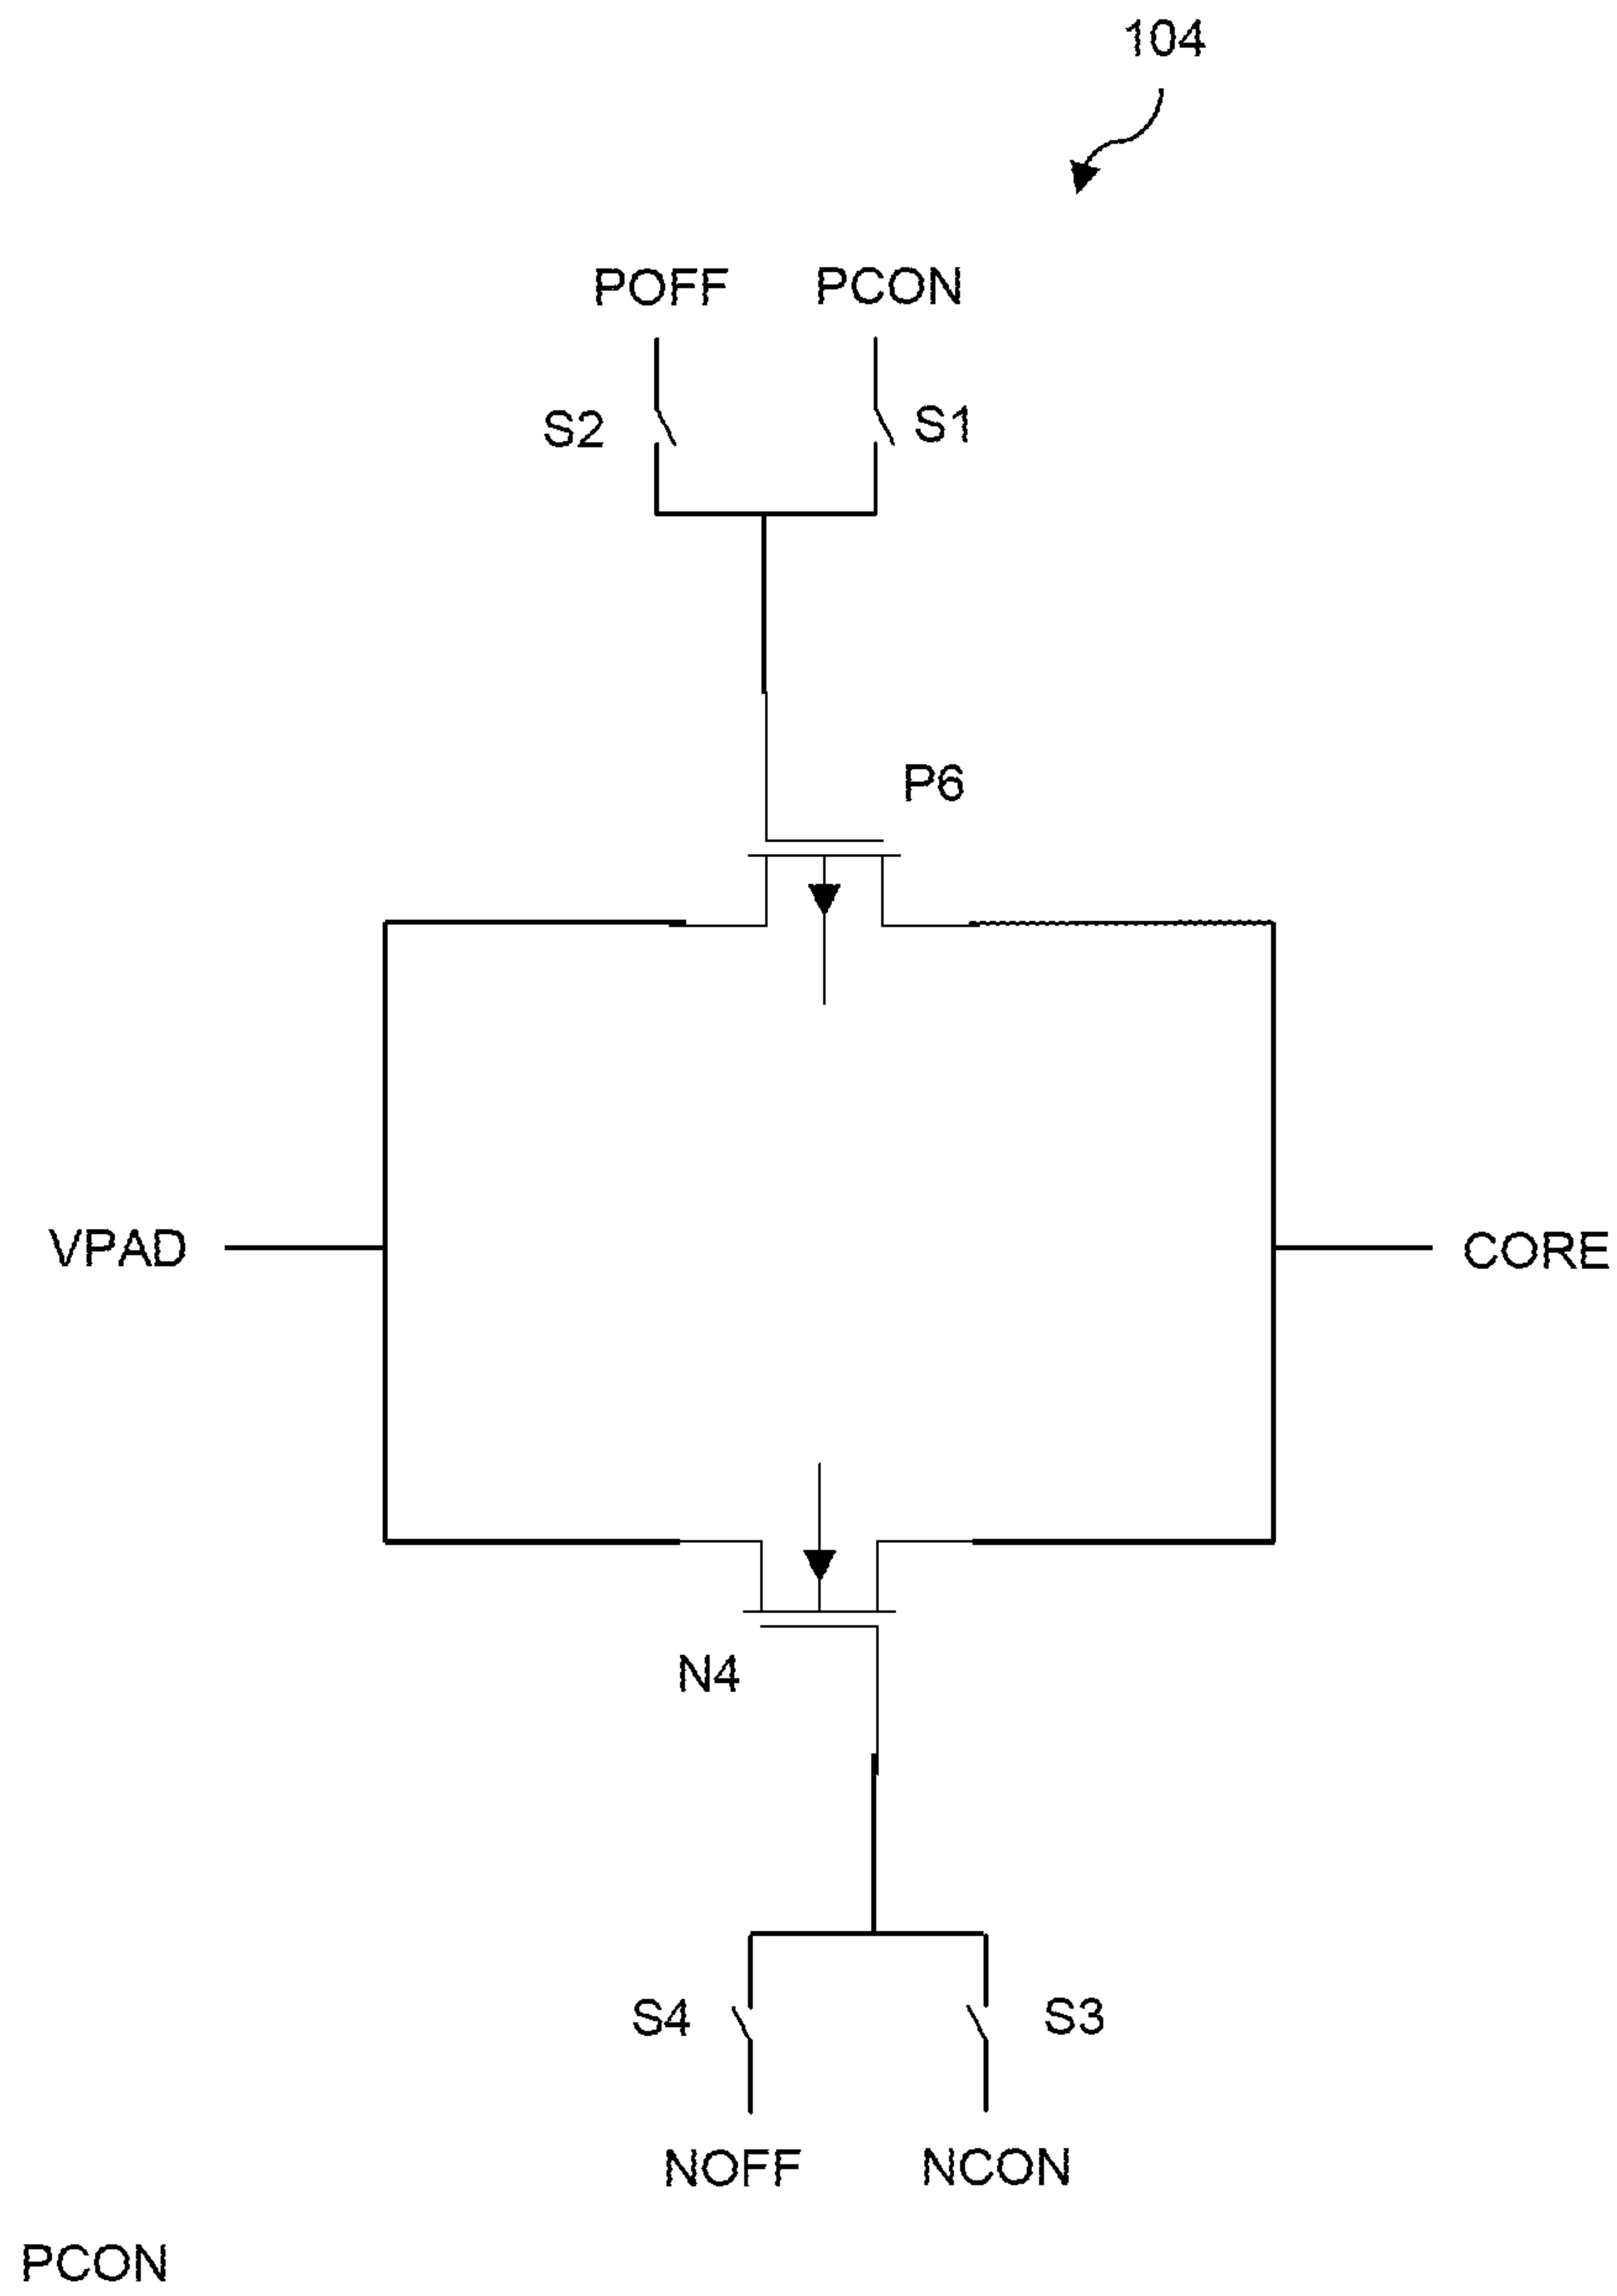 104
POFF PCON
S2 S1
P6
VPAD CORE
N4
S4 S3
NOFF NCON
PCON